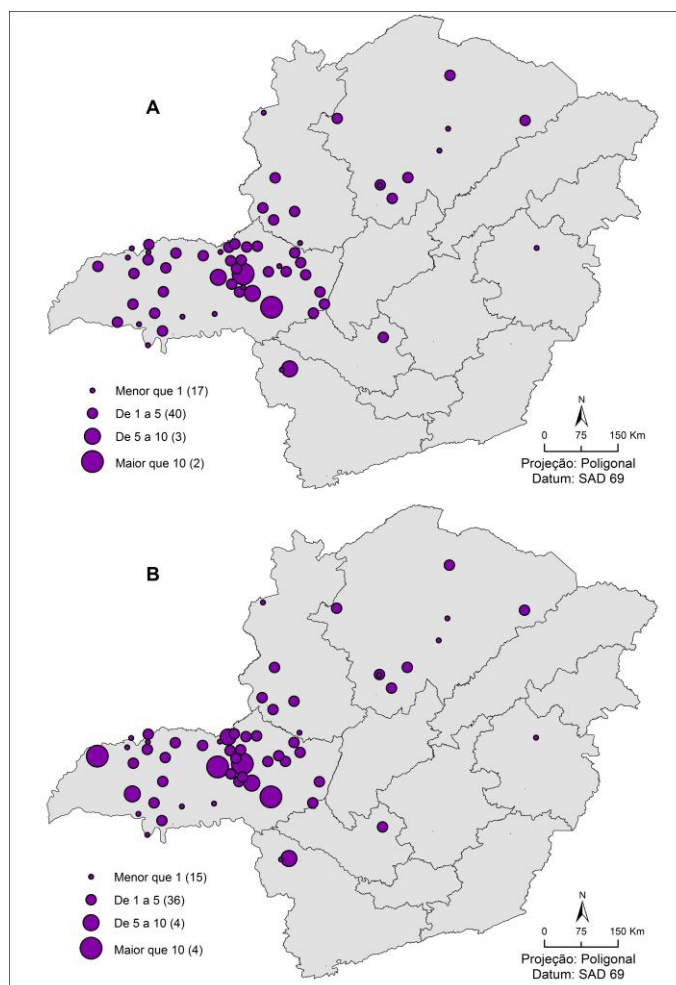 A
Menor que 1 (17)
De 1 a 5 (40)
De 5 a 10 (3)
Maior que 10 (2)
N
0 75 150 Km
Projeção: Poligonal
Datum: SAD 69
B
Menor que 1 (15)
De 1 a 5 (36)
De 5 a 10 (4)
Maior que 10 (4)
N
0 75 150 Km
Projeção: Poligonal
Datum: SAD 69